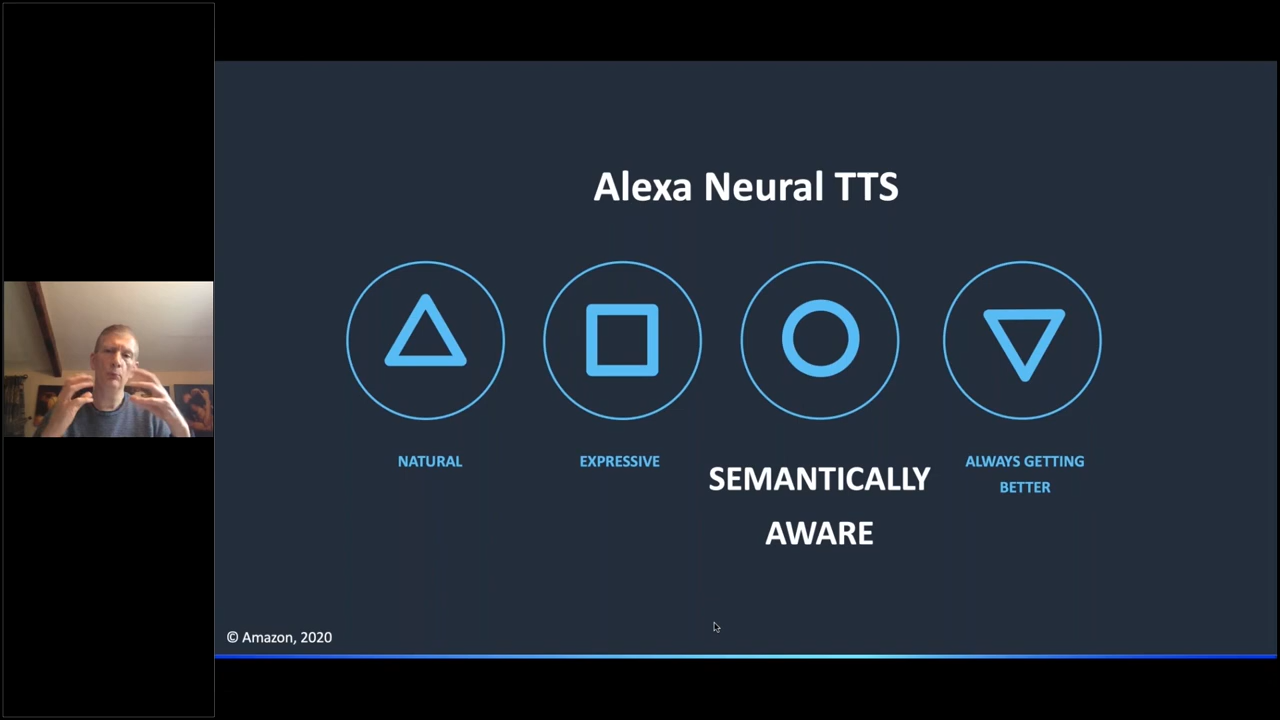 Alexa Neural TTS
NATURAL
EXPRESSIVE
SEMANTICALLY
AWARE
ALWAYS GETTING
BETTER
© Amazon, 2020